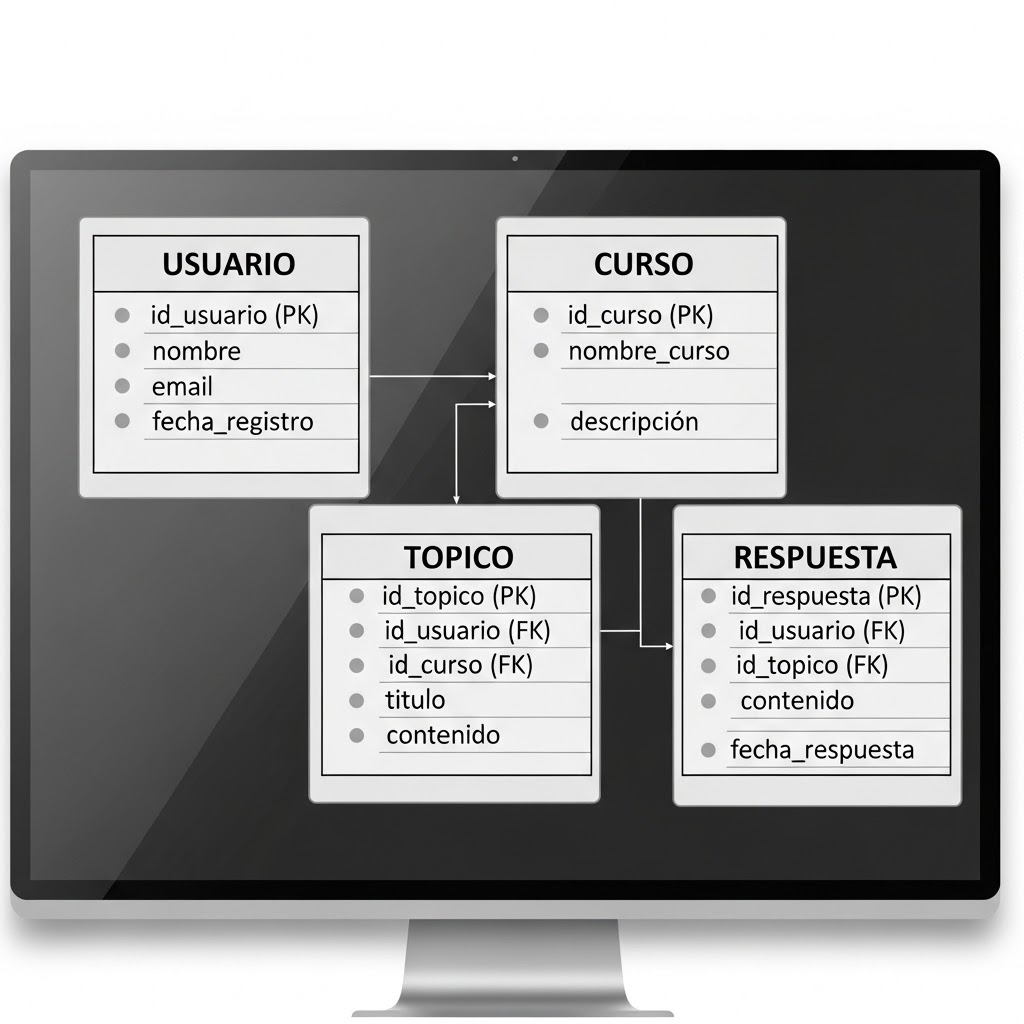 USUARIO
id_usuario (PK)
nombre
email
fecha_registro
CURSO
id_curso (PK)
nombre_curso
descripción
TOPICO
id_topico (PK)
id_usuario (FK)
id_curso (FK)
titulo
contenido
RESPUESTA
id_respuesta (PK)
id_usuario (FK)
id_topico (FK)
contenido
fecha_respuesta